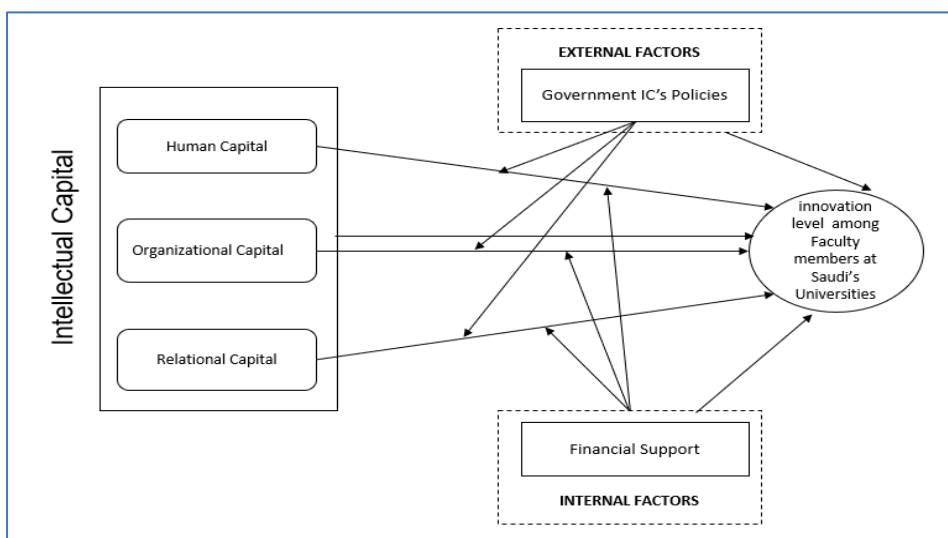 Intellectual Capital
Human Capital
Organizational Capital
Relational Capital
EXTERNAL FACTORS
Government IC's Policies
innovation
level among
Faculty
members at
Saudi's
Universities
Financial Support
INTERNAL FACTORS